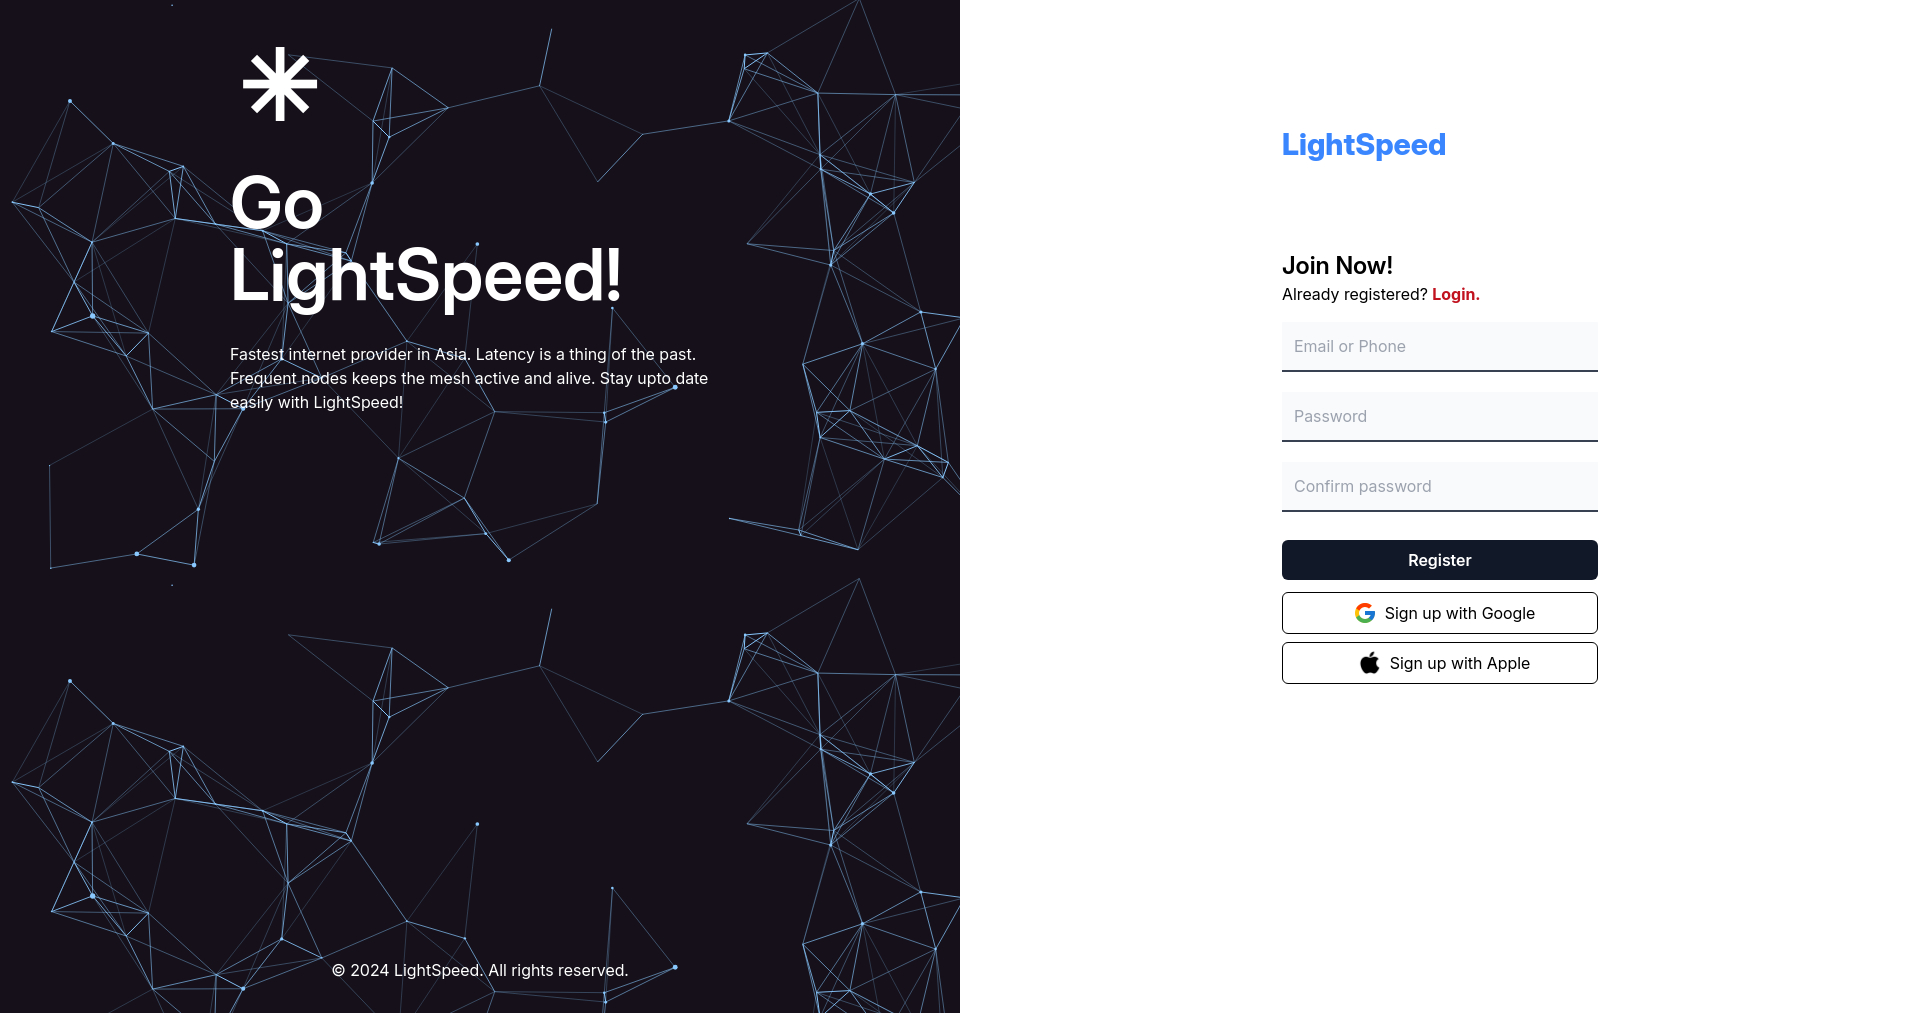 Go
LightSpeed!
Fastest internet provider in Asia. Latency is a thing of the past.
Frequent nodes keeps the mesh active and alive. Stay upto date
easily with LightSpeed!
© 2024 LightSpeed. All rights reserved.
LightSpeed
Join Now!
Already registered? Login.
Email or Phone
Password
Confirm password
Register
Sign up with Google
Sign up with Apple